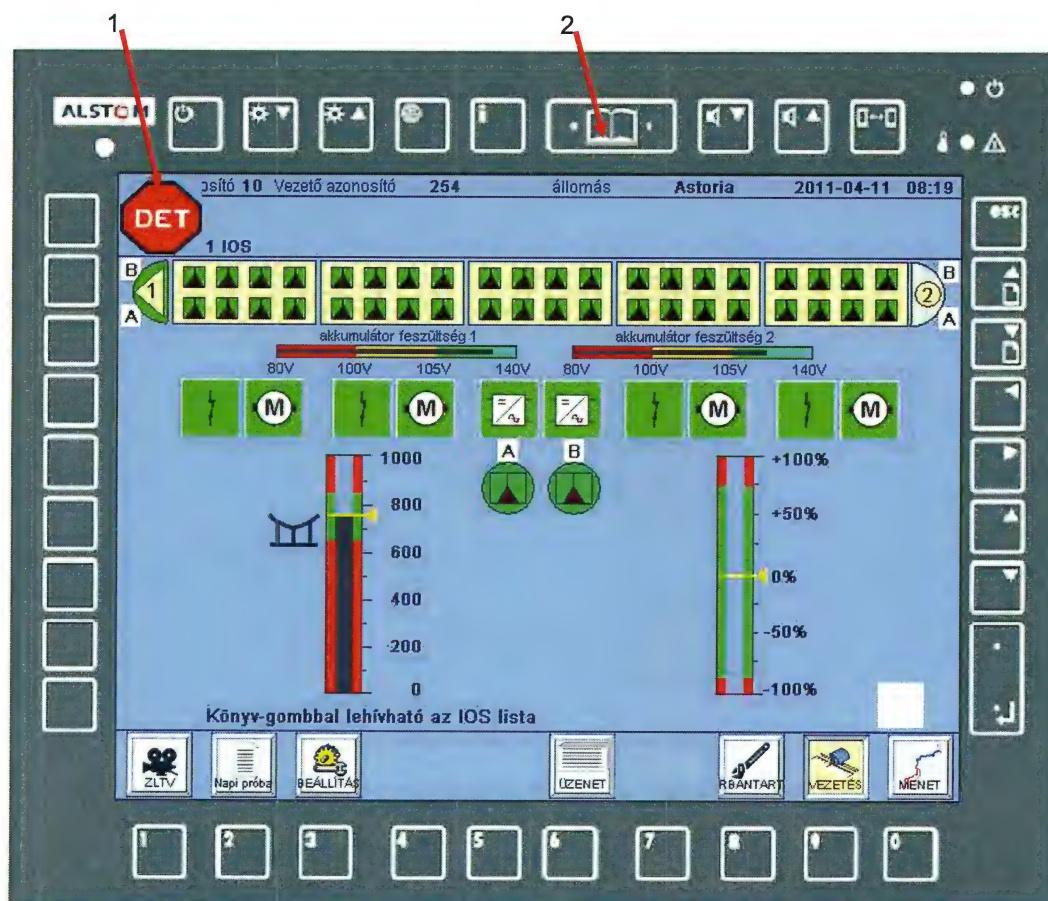 1 2
ALSTOM
DET
osító 10 Vezető azonosító 254 állomás Astoria 2011-04-11 08:19
1 IOS
esc
B B
1 2
A A
akkumulátor feszültség 1 akkumulátor feszültség 2
80V 100V 105V 140V 80V 100V 105V 140V
M M M M
A B
1000 +100%
800 +50%
600 0%
400 -50%
200 -100%
0
Könyv-gombbal lehívható az IOS lista
ZLTV Napi próba BEÁLLÍTÁS ÜZENET RBANTART VEZETÉS MENET
1 2 3 4 5 6 7 8 9 0